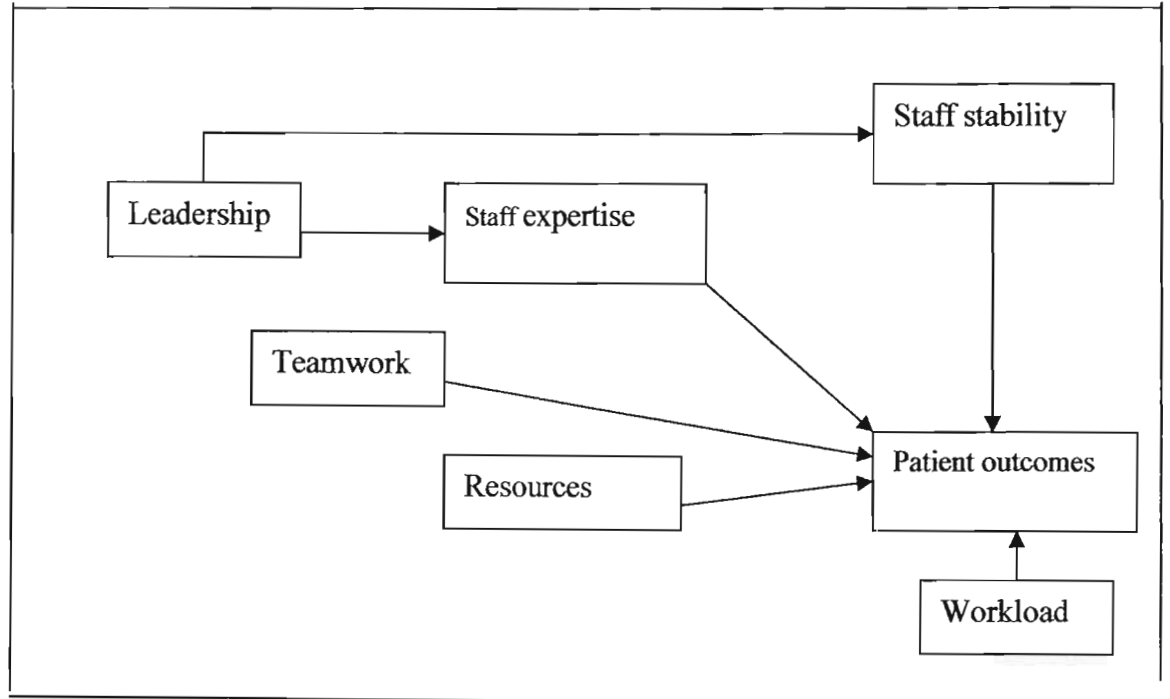 Staff stability
Leadership
Staff expertise
Teamwork
Resources
Patient outcomes
Workload